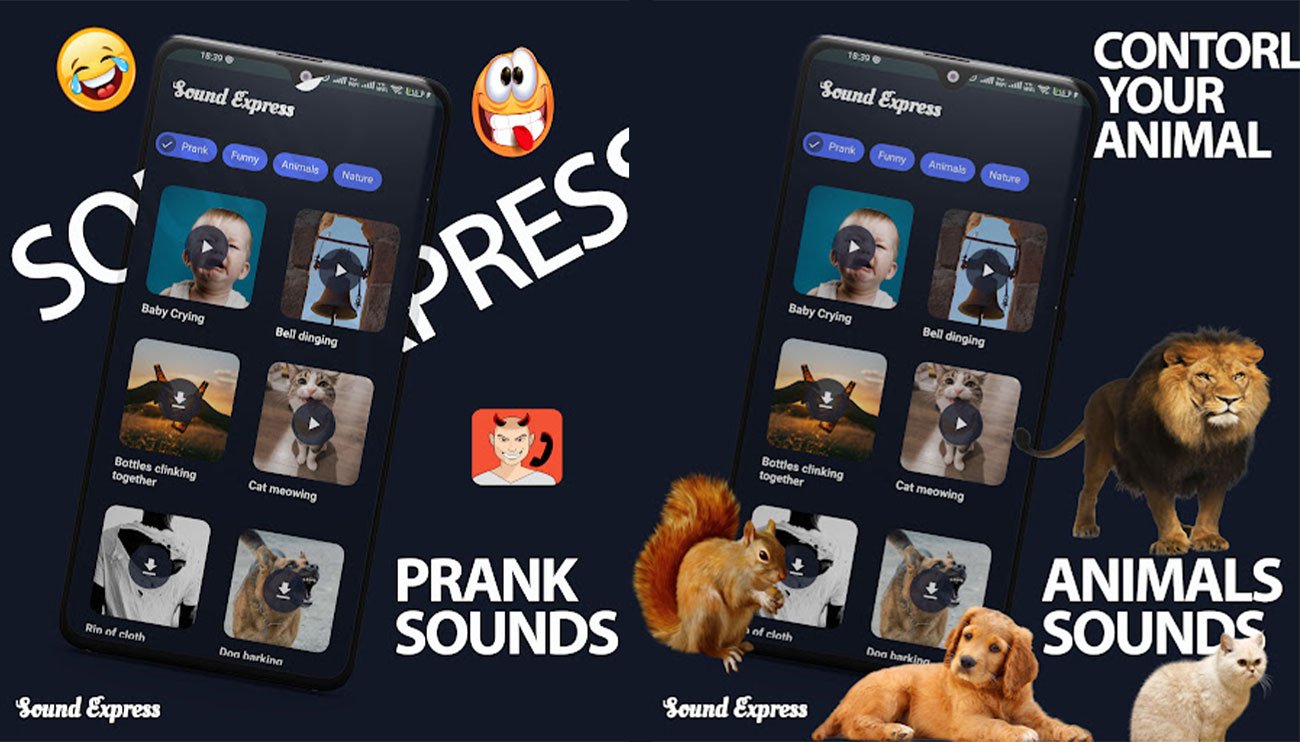 18:39
Sound Express
Prank
Funny
Animals
Nature
SO PRESS
Baby Crying
Bell dinging
Bottles clinking
together
Cat meowing
Rip of cloth
Dog barking
PRANK
SOUNDS
Sound Express
18:39
Sound Express
Prank
Funny
Animals
Nature
CONTORL
YOUR
ANIMAL
Baby Crying
Bell dinging
Bottles clinking
together
Cat meowing
of cloth
Dog barking
ANIMALS
SOUNDS
Sound Express